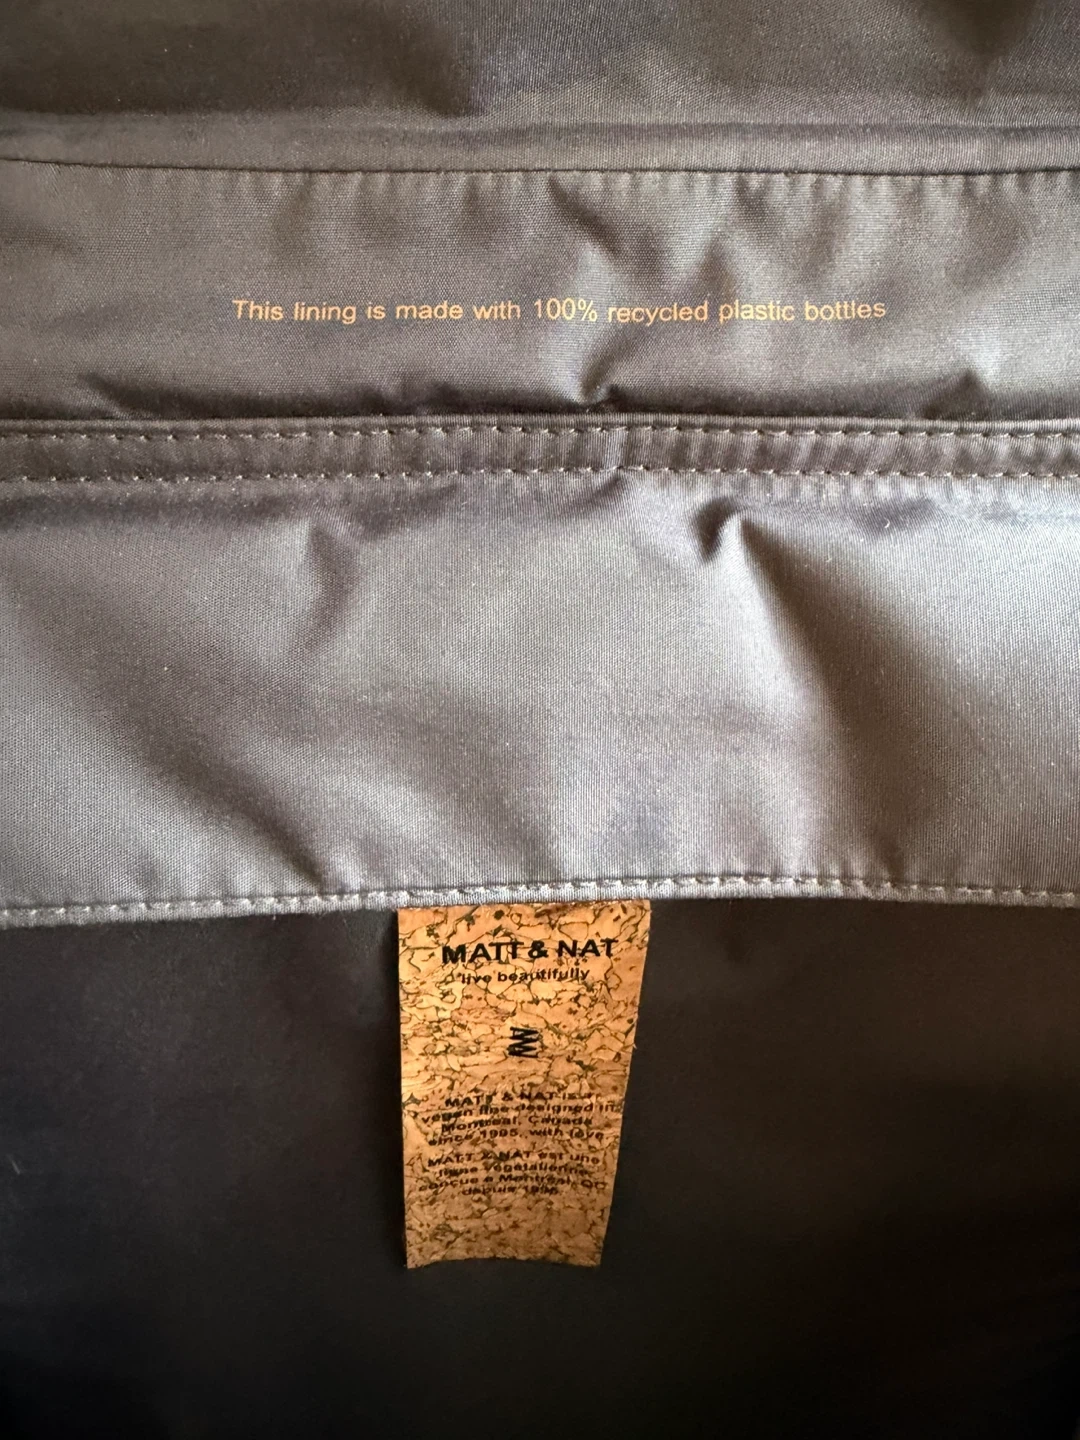 This lining is made with 100% recycled plastic bottles
MATT & NAT
live beautifully
MATT & NAT is a
vegan line designed in
Montreal, Canada
since 1995, with love
MATT & NAT est une
ligne végétalienne
conçue à Montréal, QC
depuis 1995